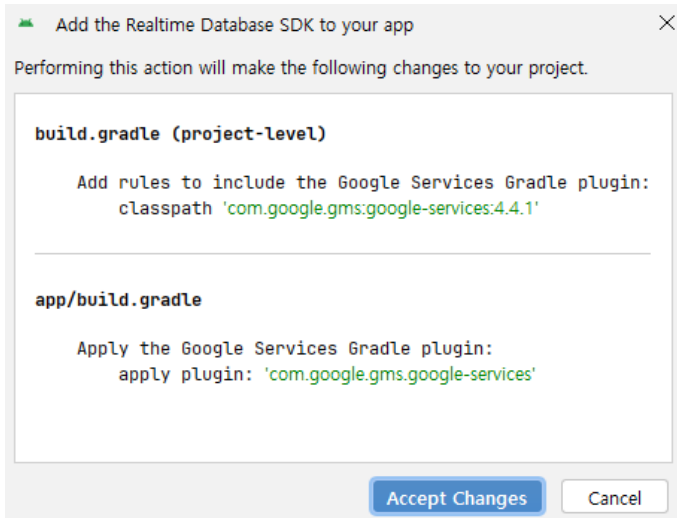 Add the Realtime Database SDK to your app
Performing this action will make the following changes to your project.
build.gradle (project-level)
Add rules to include the Google Services Gradle plugin:
classpath 'com.google.gms:google-services:4.4.1'
app/build.gradle
Apply the Google Services Gradle plugin:
apply plugin: 'com.google.gms.google-services'
Accept Changes
Cancel